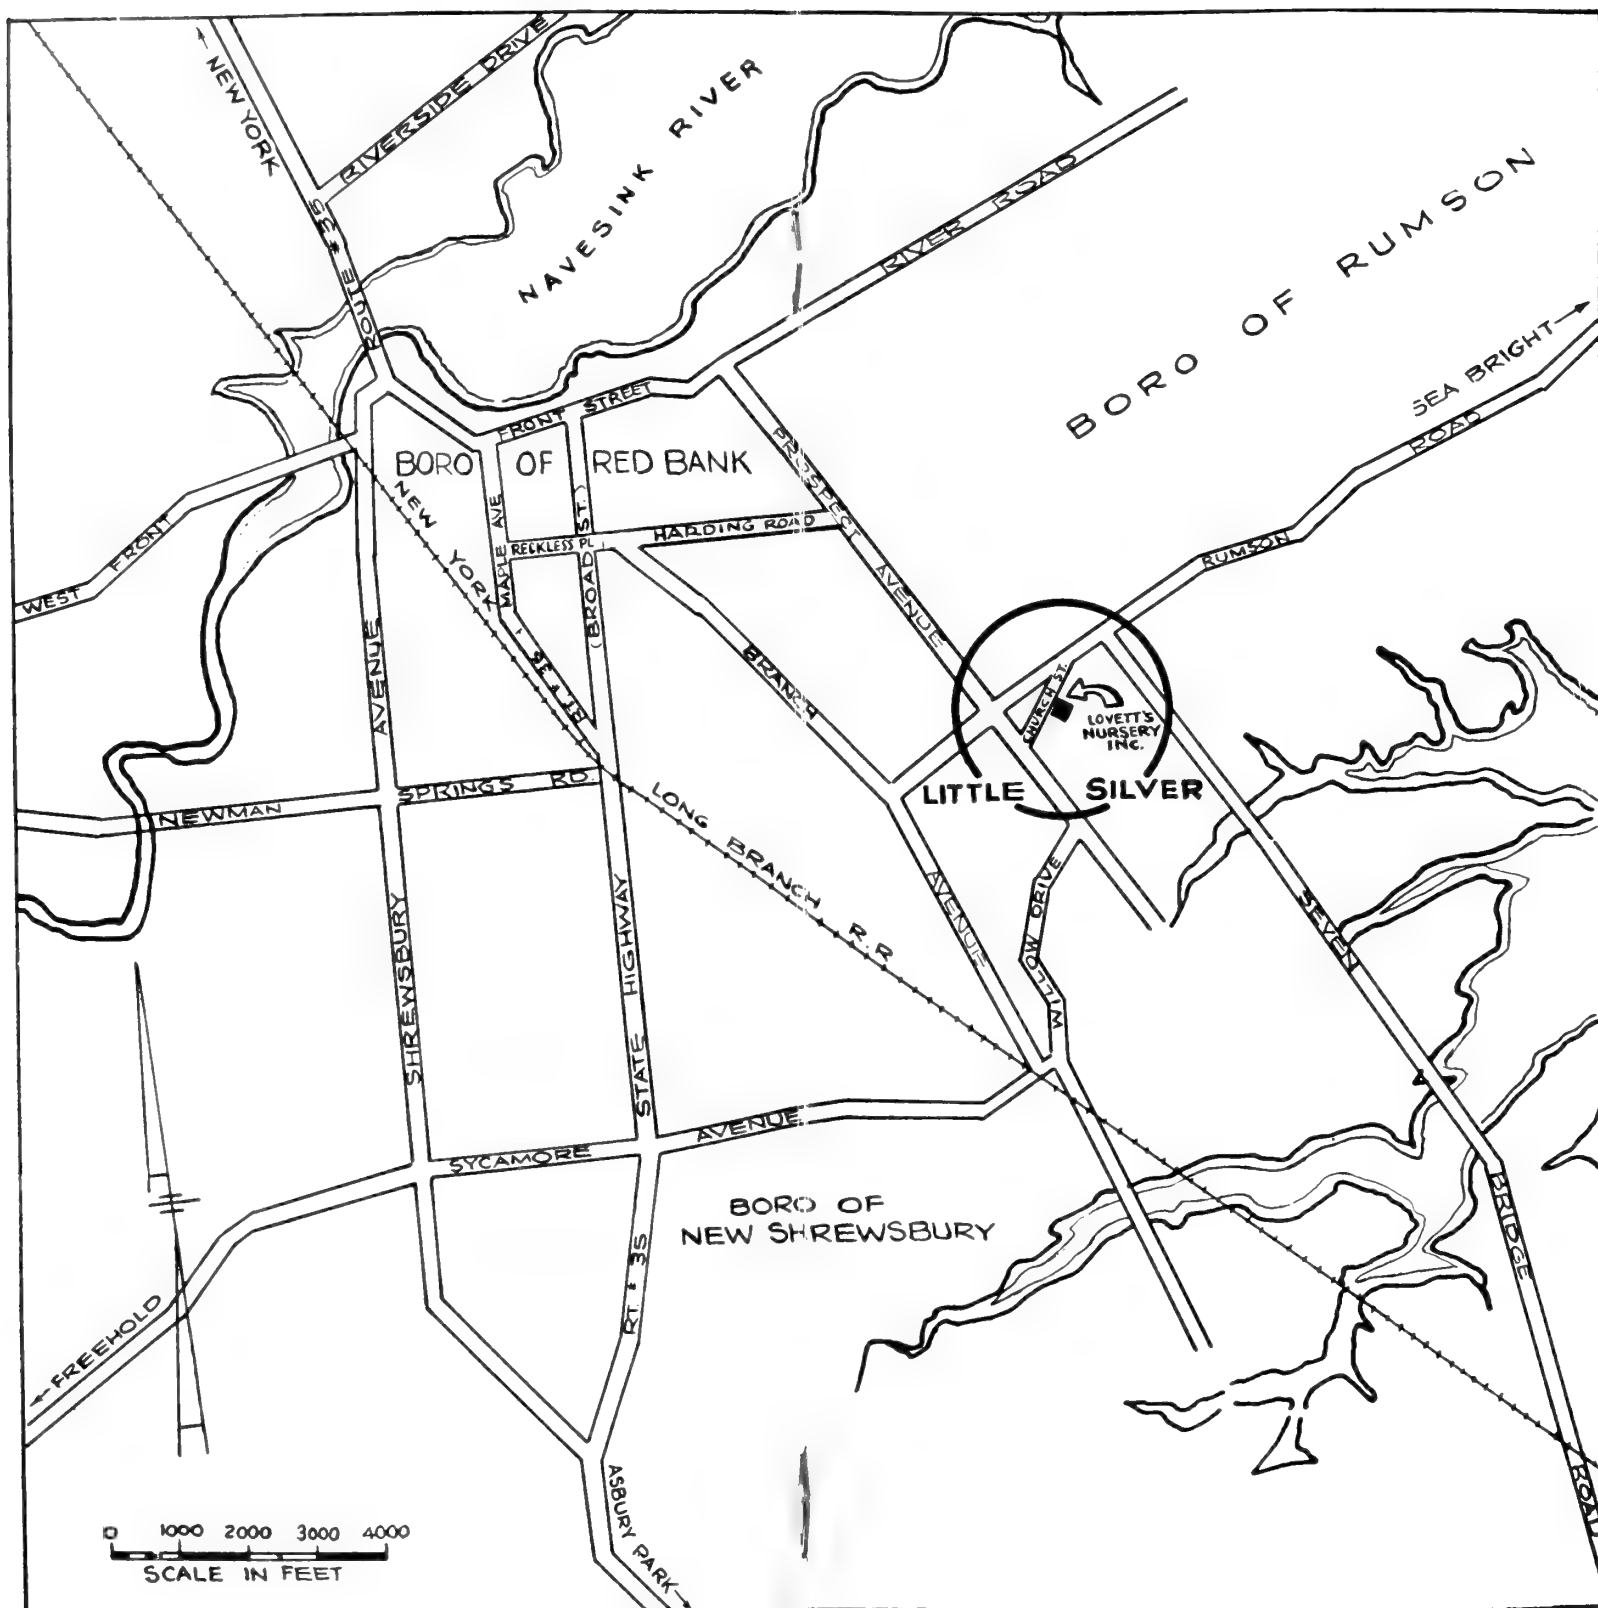 ←NEW YORK
RIVERSIDE DRIVE
NAVESINK RIVER
ROUTE #35
RIVER ROAD
BORO OF RUMSON
SEA BRIGHT→
RUMSON ROAD
FRONT STREET
BORO OF RED BANK
PROSPECT AVENUE
WEST FRONT
NEW YORK
MAPLE AVE
RECKLESS PL
(BROAD ST.)
HARDING ROAD
RT # 35
BRANCH AVENUE
CHURCH ST.
LOVETT'S
NURSERY
INC.
LITTLE SILVER
NEWMAN SPRINGS RD.
LONG BRANCH R.R
SHREWSBURY AVENUE
STATE HIGHWAY
WILLOW DRIVE
SEVEN BRIDGE ROAD
SYCAMORE AVENUE
BORO OF
NEW SHREWSBURY
RT # 35
←FREEHOLD
ASBURY PARK→
0 1000 2000 3000 4000
SCALE IN FEET